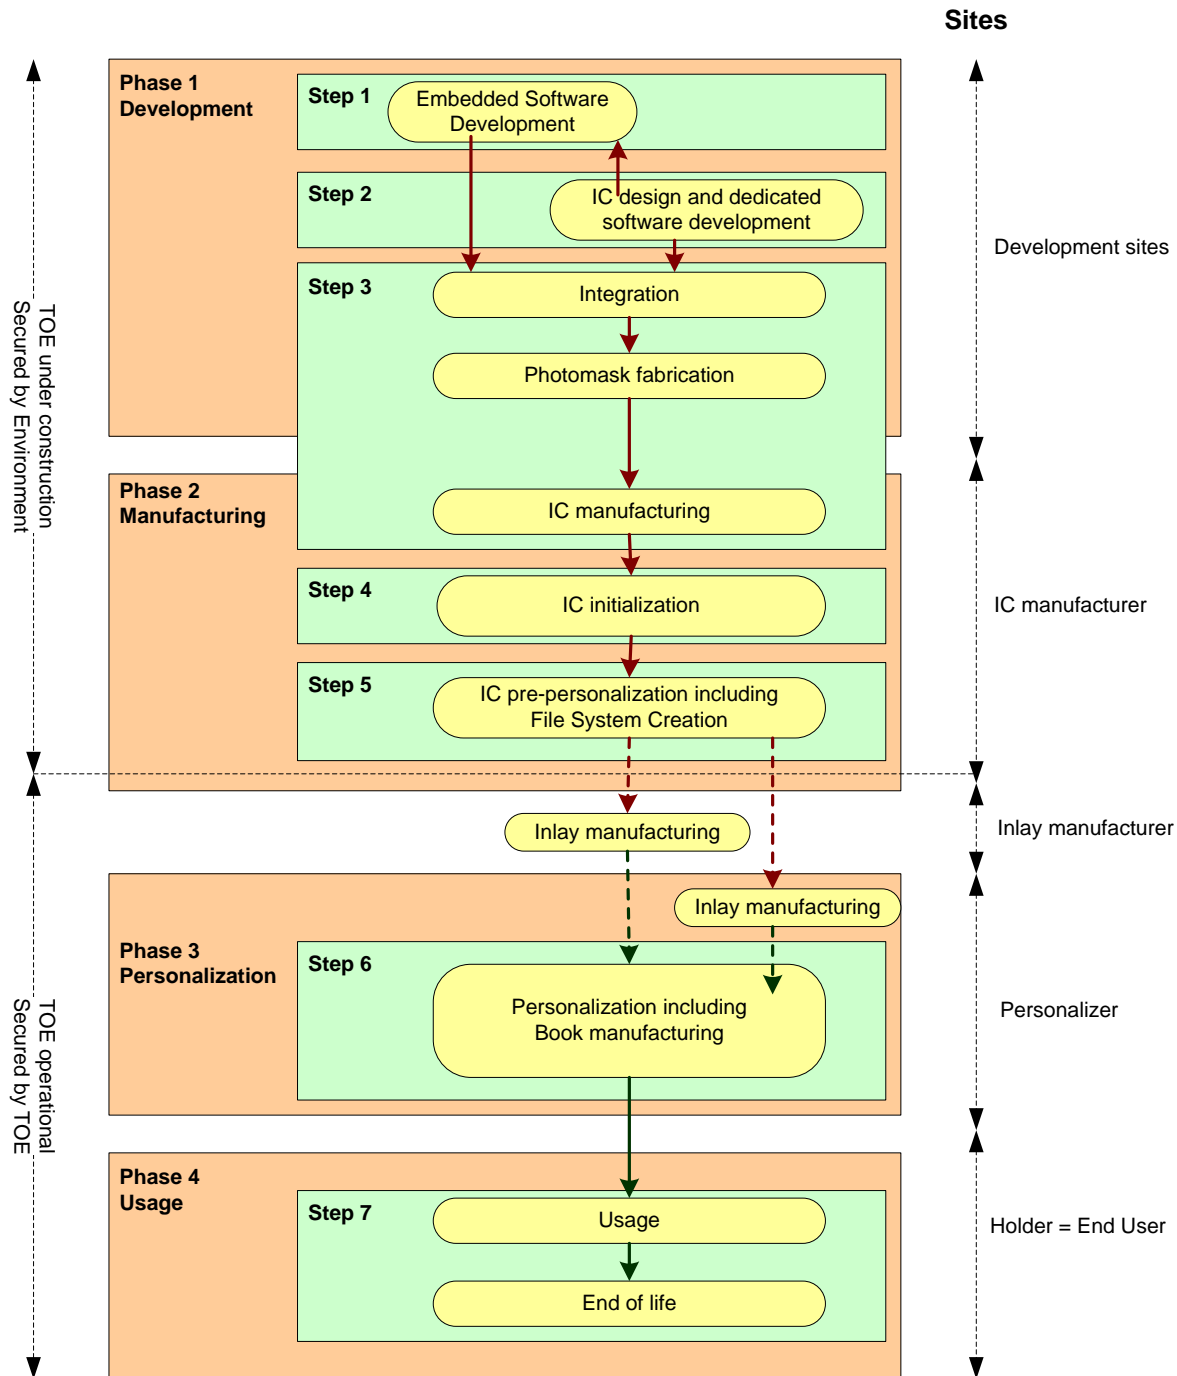 Sites
Phase 1
Development
Step 1
Embedded Software
Development
Step 2
IC design and dedicated
software development
Development sites
Step 3
Integration
TOE under construction
Secured by Environment
Photomask fabrication
Phase 2
Manufacturing
IC manufacturing
Step 4
IC initialization
IC manufacturer
Step 5
IC pre-personalization including
File System Creation
Inlay manufacturing
Inlay manufacturer
Inlay manufacturing
Phase 3
Personalization
Step 6
Personalization including
Book manufacturing
Personalizer
TOE operational
Secured by TOE
Phase 4
Usage
Step 7
Usage
Holder = End User
End of life